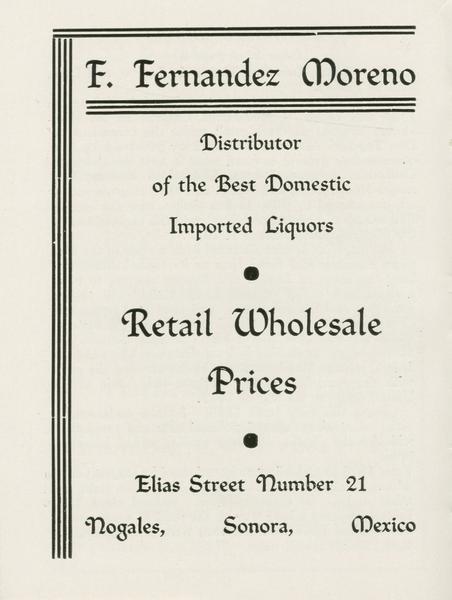 F. Fernandez Moreno
Distributor
of the Best Domestic
Imported Liquors
Retail Wholesale
Prices
Elias Street Number 21
Nogales, Sonora, Mexico